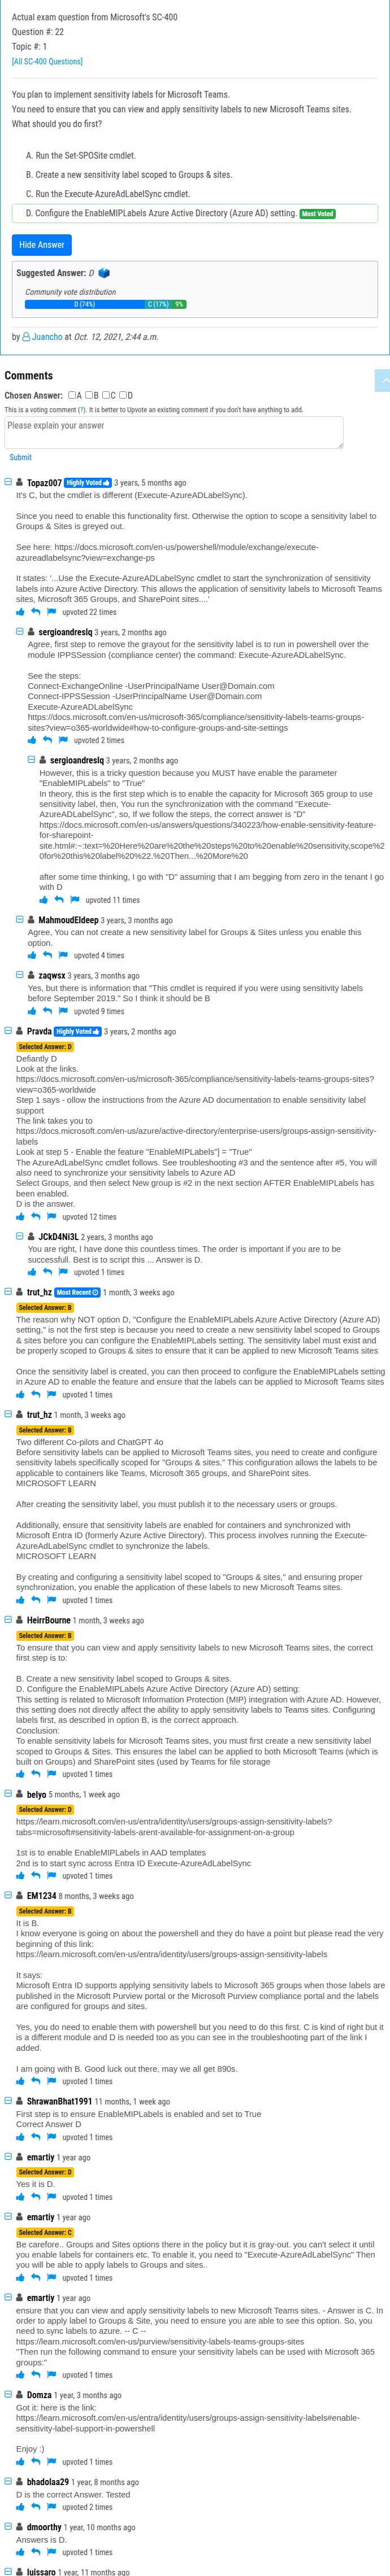 Actual exam question from Microsoft's SC-400
Question #: 22
Topic #: 1
[All SC-400 Questions]
You plan to implement sensitivity labels for Microsoft Teams.
You need to ensure that you can view and apply sensitivity labels to new Microsoft Teams sites.
What should you do first?
A. Run the Set-SPOSite cmdlet.
B. Create a new sensitivity label scoped to Groups & sites.
C. Run the Execute-AzureAdLabelSync cmdlet.
D. Configure the EnableMIPLabels Azure Active Directory (Azure AD) setting. Most Voted
Hide Answer
Suggested Answer: D
Community vote distribution
D (74%) C (17%) 9%
by Juancho at Oct. 12, 2021, 2:44 a.m.
Comments
Chosen Answer: A B C D
This is a voting comment (?). It is better to Upvote an existing comment if you don't have anything to add.
Please explain your answer
Submit
Topaz007 Highly Voted 3 years, 5 months ago
It's C, but the cmdlet is different (Execute-AzureADLabelSync).
Since you need to enable this functionality first. Otherwise the option to scope a sensitivity label to
Groups & Sites is greyed out.
See here: https://docs.microsoft.com/en-us/powershell/module/exchange/execute-
azureadlabelsync?view=exchange-ps
It states: '...Use the Execute-AzureADLabelSync cmdlet to start the synchronization of sensitivity
labels into Azure Active Directory. This allows the application of sensitivity labels to Microsoft Teams
sites, Microsoft 365 Groups, and SharePoint sites....'
upvoted 22 times
sergioandreslq 3 years, 2 months ago
Agree, first step to remove the grayout for the sensitivity label is to run in powershell over the
module IPPSSession (compliance center) the command: Execute-AzureADLabelSync.
See the steps:
Connect-ExchangeOnline -UserPrincipalName User@Domain.com
Connect-IPPSSession -UserPrincipalName User@Domain.com
Execute-AzureADLabelSync
https://docs.microsoft.com/en-us/microsoft-365/compliance/sensitivity-labels-teams-groups-
sites?view=o365-worldwide#how-to-configure-groups-and-site-settings
upvoted 2 times
sergioandreslq 3 years, 2 months ago
However, this is a tricky question because you MUST have enable the parameter
"EnableMIPLabels" to "True"
In theory, this is the first step which is to enable the capacity for Microsoft 365 group to use
sensitivity label, then, You run the synchronization with the command "Execute-
AzureADLabelSync", so, If we follow the steps, the correct answer is "D"
https://docs.microsoft.com/en-us/answers/questions/340223/how-enable-sensitivity-feature-
for-sharepoint-
site.html#:~:text=%20Here%20are%20the%20steps%20to%20enable%20sensitivity,scope%2
0for%20this%20label%20%22.%20Then...%20More%20
after some time thinking, I go with "D" assuming that I am begging from zero in the tenant I go
with D
upvoted 11 times
MahmoudEldeep 3 years, 3 months ago
Agree, You can not create a new sensitivity label for Groups & Sites unless you enable this
option.
upvoted 4 times
zaqwsx 3 years, 3 months ago
Yes, but there is information that "This cmdlet is required if you were using sensitivity labels
before September 2019." So I think it should be B
upvoted 9 times
Pravda Highly Voted 3 years, 2 months ago
Selected Answer: D
Defiantly D
Look at the links.
https://docs.microsoft.com/en-us/microsoft-365/compliance/sensitivity-labels-teams-groups-sites?
view=o365-worldwide
Step 1 says - ollow the instructions from the Azure AD documentation to enable sensitivity label
support
The link takes you to
https://docs.microsoft.com/en-us/azure/active-directory/enterprise-users/groups-assign-sensitivity-
labels
Look at step 5 - Enable the feature "EnableMIPLabels"] = "True"
The AzureAdLabelSync cmdlet follows. See troubleshooting #3 and the sentence after #5, You will
also need to synchronize your sensitivity labels to Azure AD
Select Groups, and then select New group is #2 in the next section AFTER EnableMIPLabels has
been enabled.
D is the answer.
upvoted 12 times
JCkD4Ni3L 2 years, 3 months ago
You are right, I have done this countless times. The order is important if you are to be
successfull. Best is to script this ... Answer is D.
upvoted 1 times
trut_hz Most Recent 1 month, 3 weeks ago
Selected Answer: B
The reason why NOT option D, "Configure the EnableMIPLabels Azure Active Directory (Azure AD)
setting," is not the first step is because you need to create a new sensitivity label scoped to Groups
& sites before you can configure the EnableMIPLabels setting. The sensitivity label must exist and
be properly scoped to Groups & sites to ensure that it can be applied to new Microsoft Teams sites
Once the sensitivity label is created, you can then proceed to configure the EnableMIPLabels setting
in Azure AD to enable the feature and ensure that the labels can be applied to Microsoft Teams sites
upvoted 1 times
trut_hz 1 month, 3 weeks ago
Selected Answer: B
Two different Co-pilots and ChatGPT 4o
Before sensitivity labels can be applied to Microsoft Teams sites, you need to create and configure
sensitivity labels specifically scoped for "Groups & sites." This configuration allows the labels to be
applicable to containers like Teams, Microsoft 365 groups, and SharePoint sites.
MICROSOFT LEARN
After creating the sensitivity label, you must publish it to the necessary users or groups.
Additionally, ensure that sensitivity labels are enabled for containers and synchronized with
Microsoft Entra ID (formerly Azure Active Directory). This process involves running the Execute-
AzureAdLabelSync cmdlet to synchronize the labels.
MICROSOFT LEARN
By creating and configuring a sensitivity label scoped to "Groups & sites," and ensuring proper
synchronization, you enable the application of these labels to new Microsoft Teams sites.
upvoted 1 times
HeirrBourne 1 month, 3 weeks ago
Selected Answer: B
To ensure that you can view and apply sensitivity labels to new Microsoft Teams sites, the correct
first step is to:
B. Create a new sensitivity label scoped to Groups & sites.
D. Configure the EnableMIPLabels Azure Active Directory (Azure AD) setting:
This setting is related to Microsoft Information Protection (MIP) integration with Azure AD. However,
this setting does not directly affect the ability to apply sensitivity labels to Teams sites. Configuring
labels first, as described in option B, is the correct approach.
Conclusion:
To enable sensitivity labels for Microsoft Teams sites, you must first create a new sensitivity label
scoped to Groups & Sites. This ensures the label can be applied to both Microsoft Teams (which is
built on Groups) and SharePoint sites (used by Teams for file storage
upvoted 1 times
belyo 5 months, 1 week ago
Selected Answer: D
https://learn.microsoft.com/en-us/entra/identity/users/groups-assign-sensitivity-labels?
tabs=microsoft#sensitivity-labels-arent-available-for-assignment-on-a-group
1st is to enable EnableMIPLabels in AAD templates
2nd is to start sync across Entra ID Execute-AzureAdLabelSync
upvoted 1 times
EM1234 8 months, 3 weeks ago
Selected Answer: B
It is B.
I know everyone is going on about the powershell and they do have a point but please read the very
beginning of this link:
https://learn.microsoft.com/en-us/entra/identity/users/groups-assign-sensitivity-labels
It says:
Microsoft Entra ID supports applying sensitivity labels to Microsoft 365 groups when those labels are
published in the Microsoft Purview portal or the Microsoft Purview compliance portal and the labels
are configured for groups and sites.
Yes, you do need to enable them with powershell but you need to do this first. C is kind of right but it
is a different module and D is needed too as you can see in the troubleshooting part of the link I
added.
I am going with B. Good luck out there, may we all get 890s.
upvoted 1 times
ShrawanBhat1991 11 months, 1 week ago
First step is to ensure EnableMIPLabels is enabled and set to True
Correct Answer D
upvoted 1 times
emartiy 1 year ago
Selected Answer: D
Yes it is D.
upvoted 1 times
emartiy 1 year ago
Selected Answer: C
Be carefore.. Groups and Sites options there in the policy but it is gray-out. you can't select it until
you enable labels for containers etc. To enable it, you need to "Execute-AzureAdLabelSync" Then
you will be able to apply labels to Groups and sites..
upvoted 1 times
emartiy 1 year ago
ensure that you can view and apply sensitivity labels to new Microsoft Teams sites. - Answer is C. In
order to apply label to Groups & Site, you need to ensure you are able to see this option. So, you
need to sync labels to azure. -- C --
https://learn.microsoft.com/en-us/purview/sensitivity-labels-teams-groups-sites
"Then run the following command to ensure your sensitivity labels can be used with Microsoft 365
groups:"
upvoted 1 times
Domza 1 year, 3 months ago
Got it: here is the link:
https://learn.microsoft.com/en-us/entra/identity/users/groups-assign-sensitivity-labels#enable-
sensitivity-label-support-in-powershell
Enjoy :)
upvoted 1 times
bhadolaa29 1 year, 8 months ago
D is the correct Answer. Tested
upvoted 2 times
dmoorthy 1 year, 10 months ago
Answers is D.
upvoted 1 times
luissaro 1 year, 11 months ago